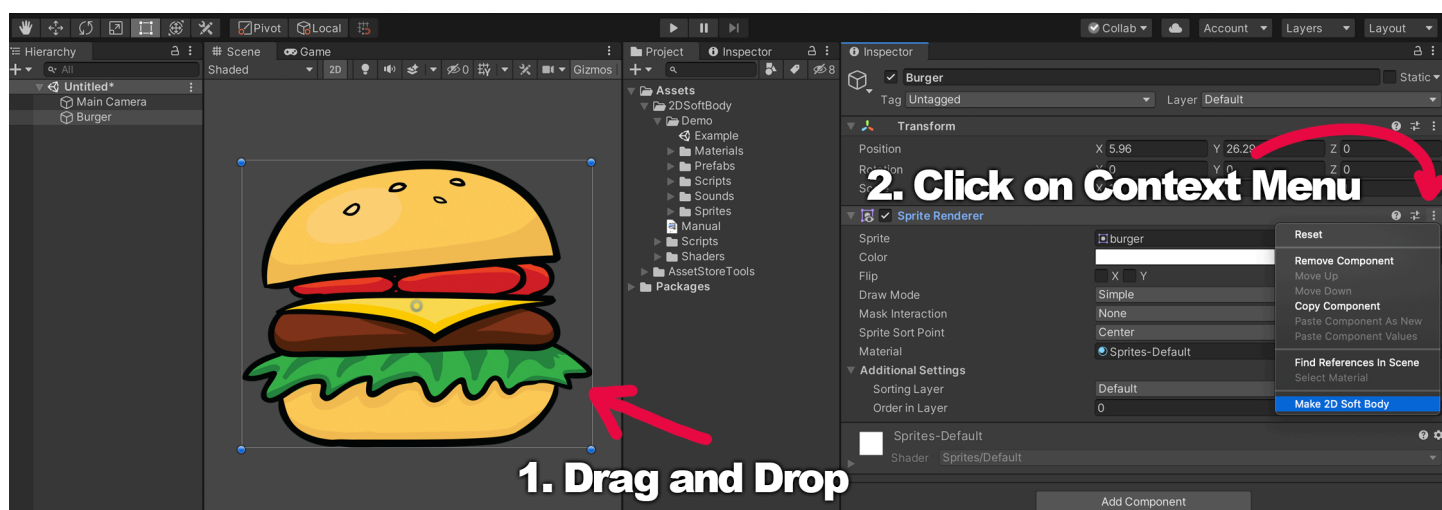 Pivot Local Collab Account Layers Layout
Hierarchy
All
Untitled*
Main Camera
Burger
Scene Game
Shaded 2D 0 Gizmos
1. Drag and Drop
Project Inspector
8
Assets
2DSoftBody
Demo
Example
Materials
Prefabs
Scripts
Sounds
Sprites
Manual
Scripts
Shaders
AssetStoreTools
Packages
Inspector
Burger Static
Tag Untagged Layer Default
Transform
Position X 5.96 Y 26.29 Z 0
Rotation X 0 Y 0 Z 0
2. Click on Context Menu
Sprite Renderer
Sprite burger
Color
Flip X Y
Draw Mode Simple
Mask Interaction None
Sprite Sort Point Center
Material Sprites-Default
Additional Settings
Sorting Layer Default
Order in Layer 0
Reset
Remove Component
Move Up
Move Down
Copy Component
Paste Component As New
Paste Component Values
Find References In Scene
Select Material
Make 2D Soft Body
Sprites-Default
Shader Sprites/Default
Add Component